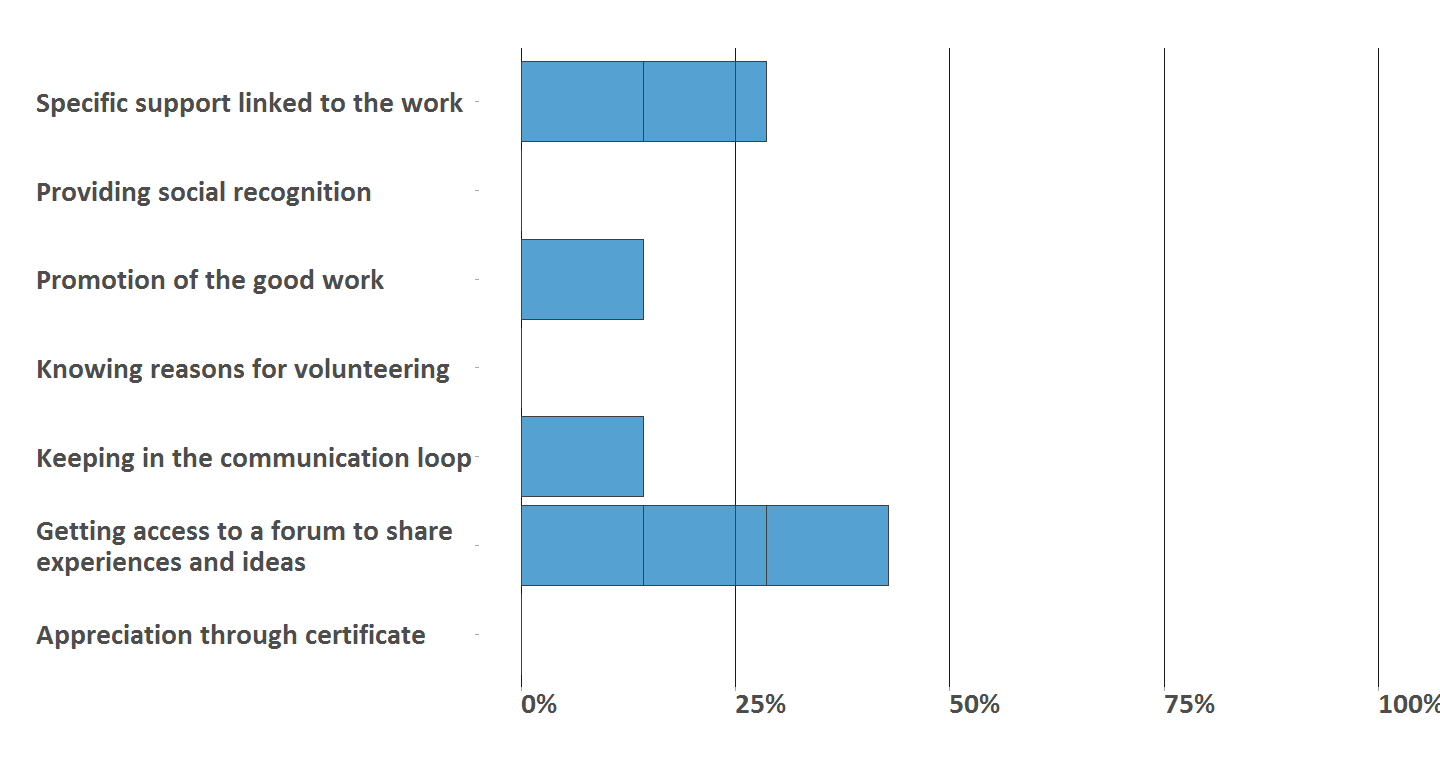 Specific support linked to the work
Providing social recognition
Promotion of the good work
Knowing reasons for volunteering
Keeping in the communication loop
Getting access to a forum to share
experiences and ideas
Appreciation through certificate
0% 25% 50% 75% 100%